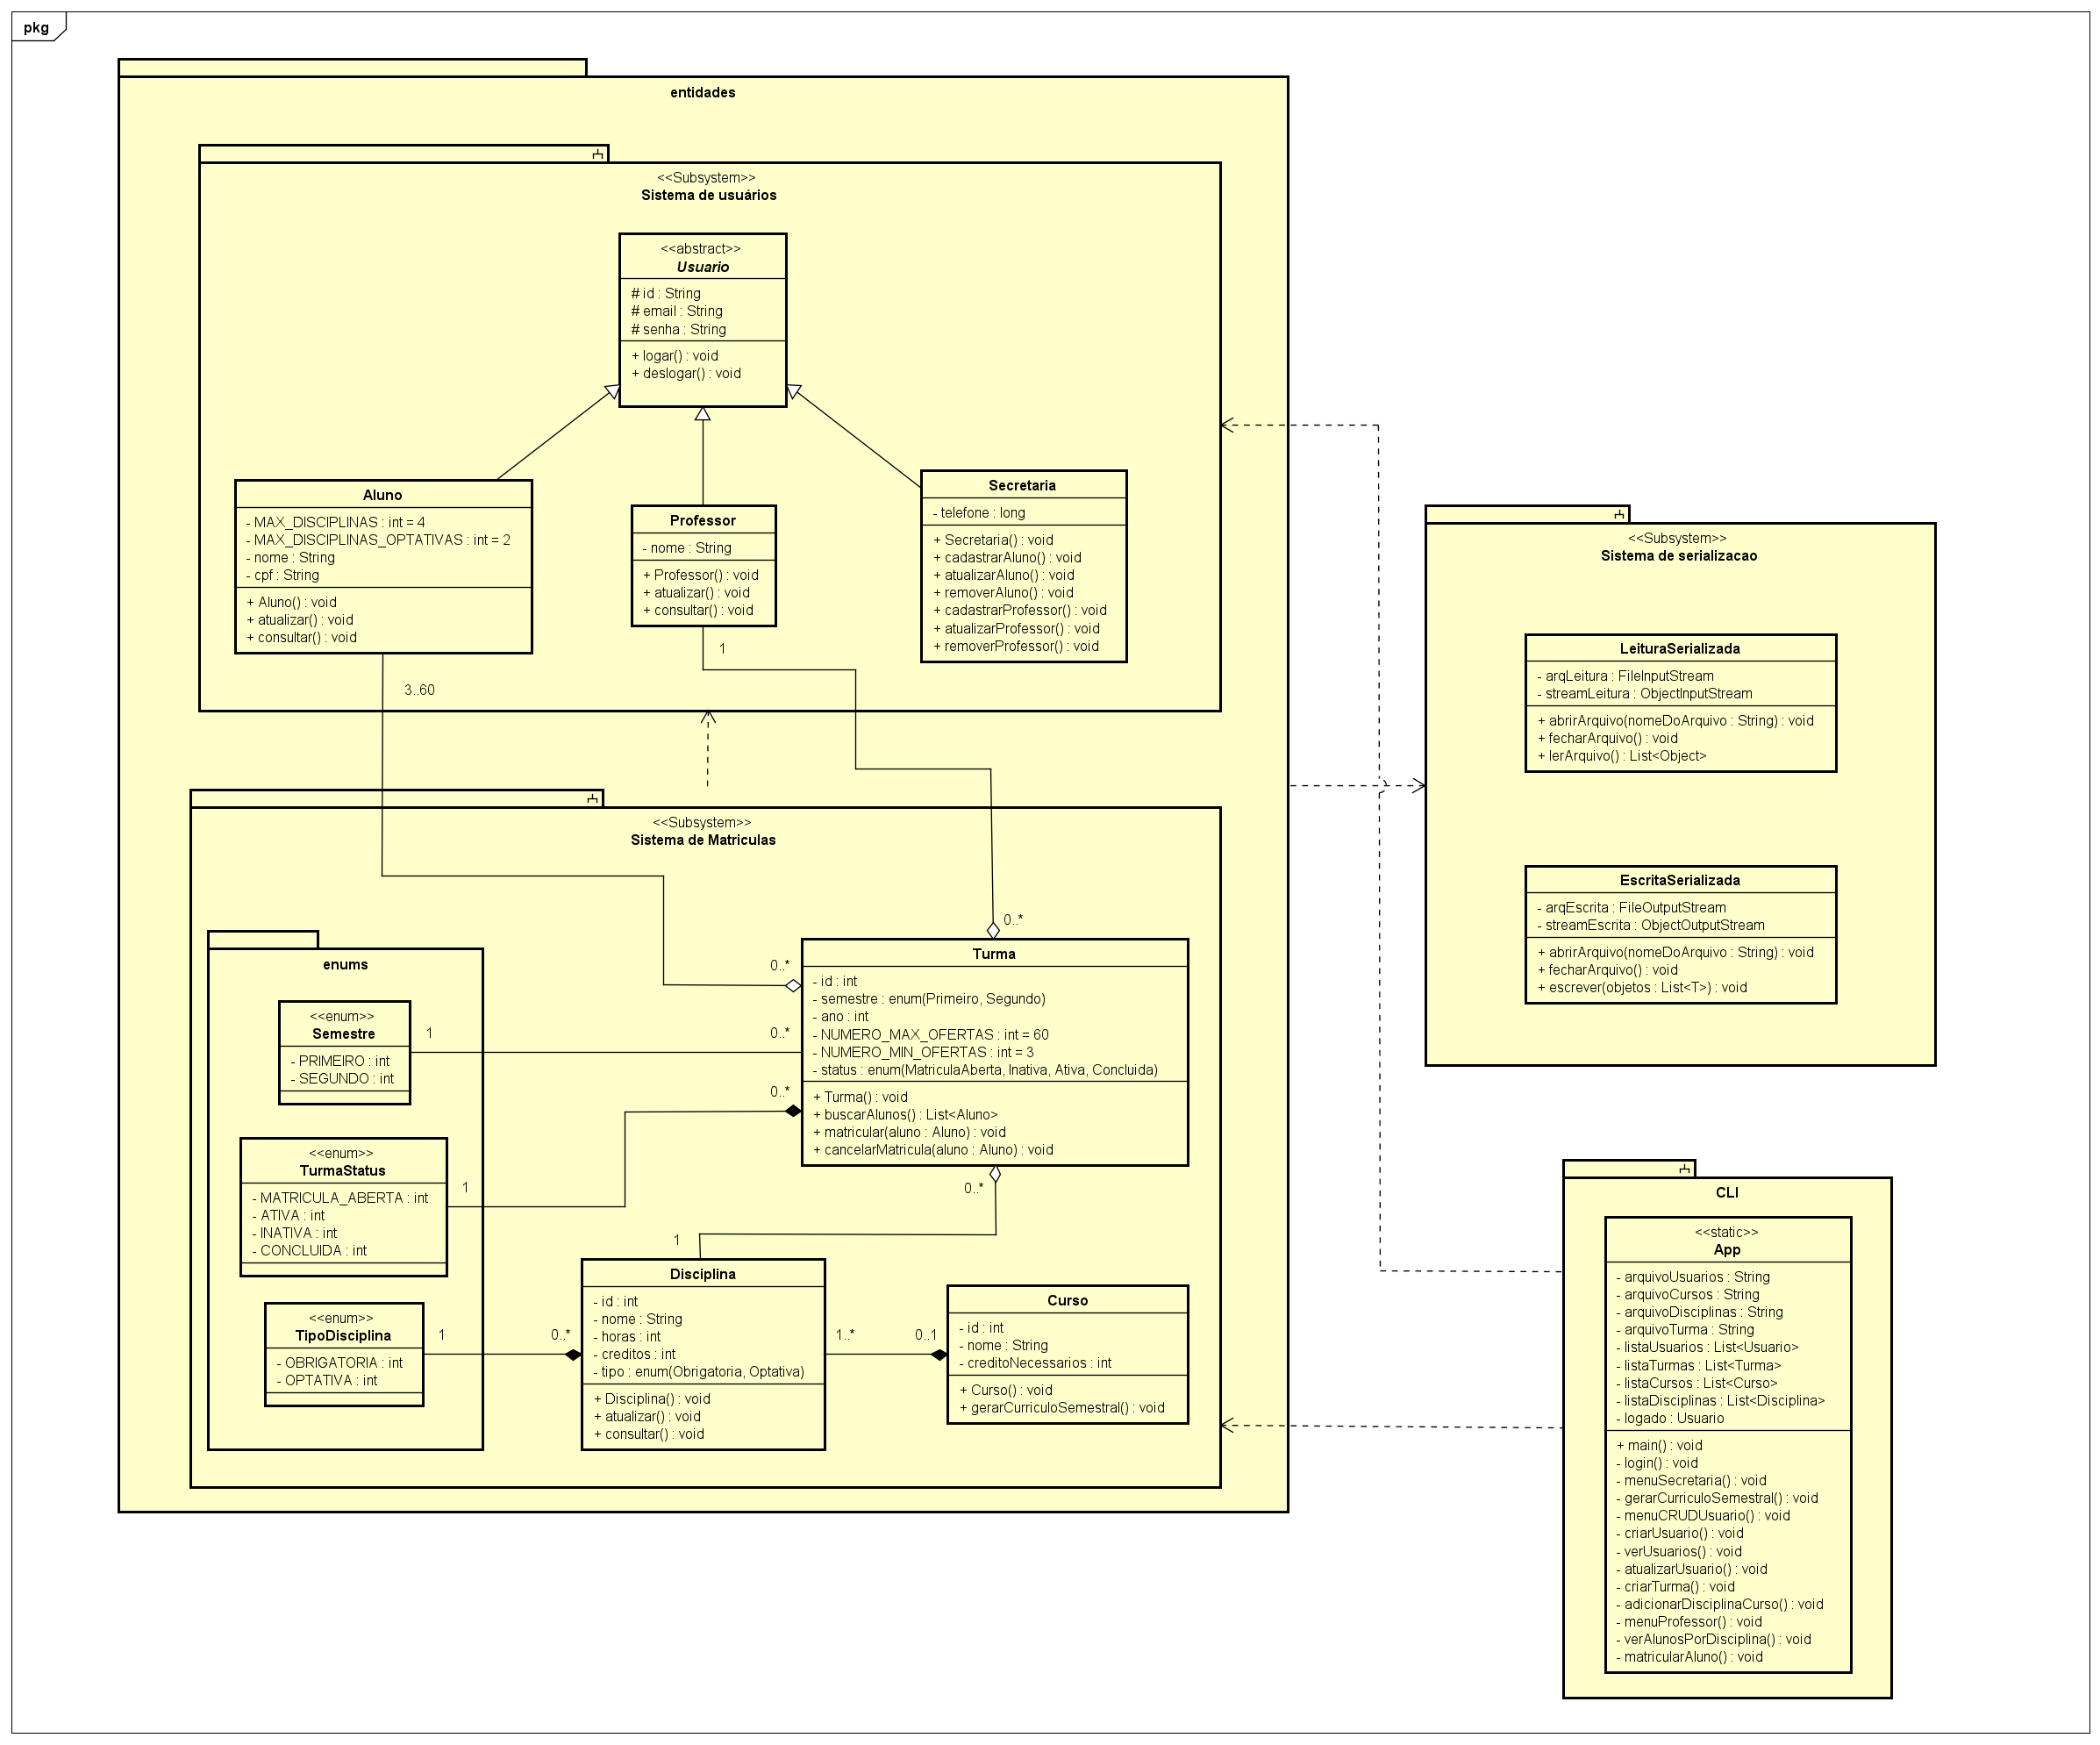 pkg
entidades
<<Subsystem>>
Sistema de usuários
<<abstract>>
Usuario
# id : String
# email : String
# senha : String
+ logar() : void
+ deslogar() : void
Aluno
- MAX_DISCIPLINAS : int = 4
- MAX_DISCIPLINAS_OPTATIVAS : int = 2
- nome : String
- cpf : String
+ Aluno() : void
+ atualizar() : void
+ consultar() : void
Professor
- nome : String
+ Professor() : void
+ atualizar() : void
+ consultar() : void
Secretaria
- telefone : long
+ Secretaria() : void
+ cadastrarAluno() : void
+ atualizarAluno() : void
+ removerAluno() : void
+ cadastrarProfessor() : void
+ atualizarProfessor() : void
+ removerProfessor() : void
1
3..60
<<Subsystem>>
Sistema de Matriculas
enums
<<enum>>
Semestre
- PRIMEIRO : int
- SEGUNDO : int
1
0..*
<<enum>>
TurmaStatus
- MATRICULA_ABERTA : int
- ATIVA : int
- INATIVA : int
- CONCLUIDA : int
1
0..*
<<enum>>
TipoDisciplina
- OBRIGATORIA : int
- OPTATIVA : int
1
0..*
0..*
0..*
Turma
- id : int
- semestre : enum(Primeiro, Segundo)
- ano : int
- NUMERO_MAX_OFERTAS : int = 60
- NUMERO_MIN_OFERTAS : int = 3
- status : enum(MatriculaAberta, Inativa, Ativa, Concluida)
+ Turma() : void
+ buscarAlunos() : List<Aluno>
+ matricular(aluno : Aluno) : void
+ cancelarMatricula(aluno : Aluno) : void
0..*
1
Disciplina
- id : int
- nome : String
- horas : int
- creditos : int
- tipo : enum(Obrigatoria, Optativa)
+ Disciplina() : void
+ atualizar() : void
+ consultar() : void
1..*
0..1
Curso
- id : int
- nome : String
- creditoNecessarios : int
+ Curso() : void
+ gerarCurriculoSemestral() : void
<<Subsystem>>
Sistema de serializacao
LeituraSerializada
- arqLeitura : FileInputStream
- streamLeitura : ObjectInputStream
+ abrirArquivo(nomeDoArquivo : String) : void
+ fecharArquivo() : void
+ lerArquivo() : List<Object>
EscritaSerializada
- arqEscrita : FileOutputStream
- streamEscrita : ObjectOutputStream
+ abrirArquivo(nomeDoArquivo : String) : void
+ fecharArquivo() : void
+ escrever(objetos : List<T>) : void
CLI
<<static>>
App
- arquivoUsuarios : String
- arquivoCursos : String
- arquivoDisciplinas : String
- arquivoTurma : String
- listaUsuarios : List<Usuario>
- listaTurmas : List<Turma>
- listaCursos : List<Curso>
- listaDisciplinas : List<Disciplina>
- logado : Usuario
+ main() : void
- login() : void
- menuSecretaria() : void
- gerarCurriculoSemestral() : void
- menuCRUDUsuario() : void
- criarUsuario() : void
- verUsuarios() : void
- atualizarUsuario() : void
- criarTurma() : void
- adicionarDisciplinaCurso() : void
- menuProfessor() : void
- verAlunosPorDisciplina() : void
- matricularAluno() : void